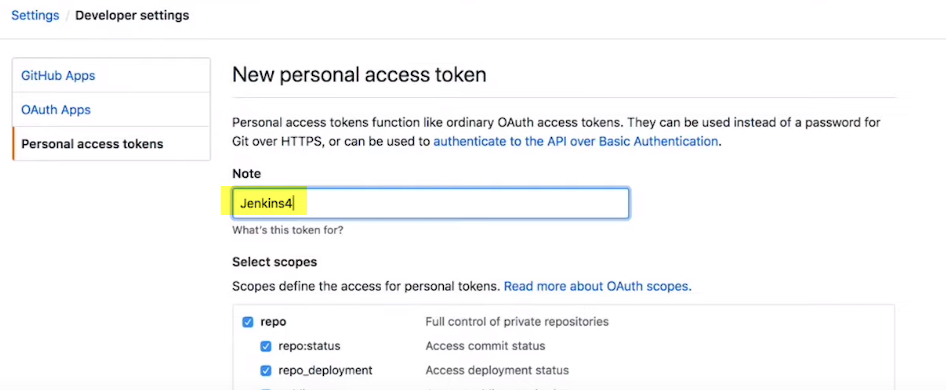 Settings / Developer settings
GitHub Apps
OAuth Apps
Personal access tokens
New personal access token
Personal access tokens function like ordinary OAuth access tokens. They can be used instead of a password for
Git over HTTPS, or can be used to authenticate to the API over Basic Authentication.
Note
Jenkins4
What's this token for?
Select scopes
Scopes define the access for personal tokens. Read more about OAuth scopes.
repo Full control of private repositories
repo:status Access commit status
repo_deployment Access deployment status